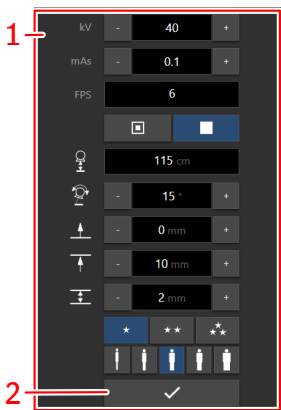 1
kV - 40 +
mAs - 0.1 +
FPS 6
115 cm
- 15 ° +
- 0 mm +
- 10 mm +
- 2 mm +
2